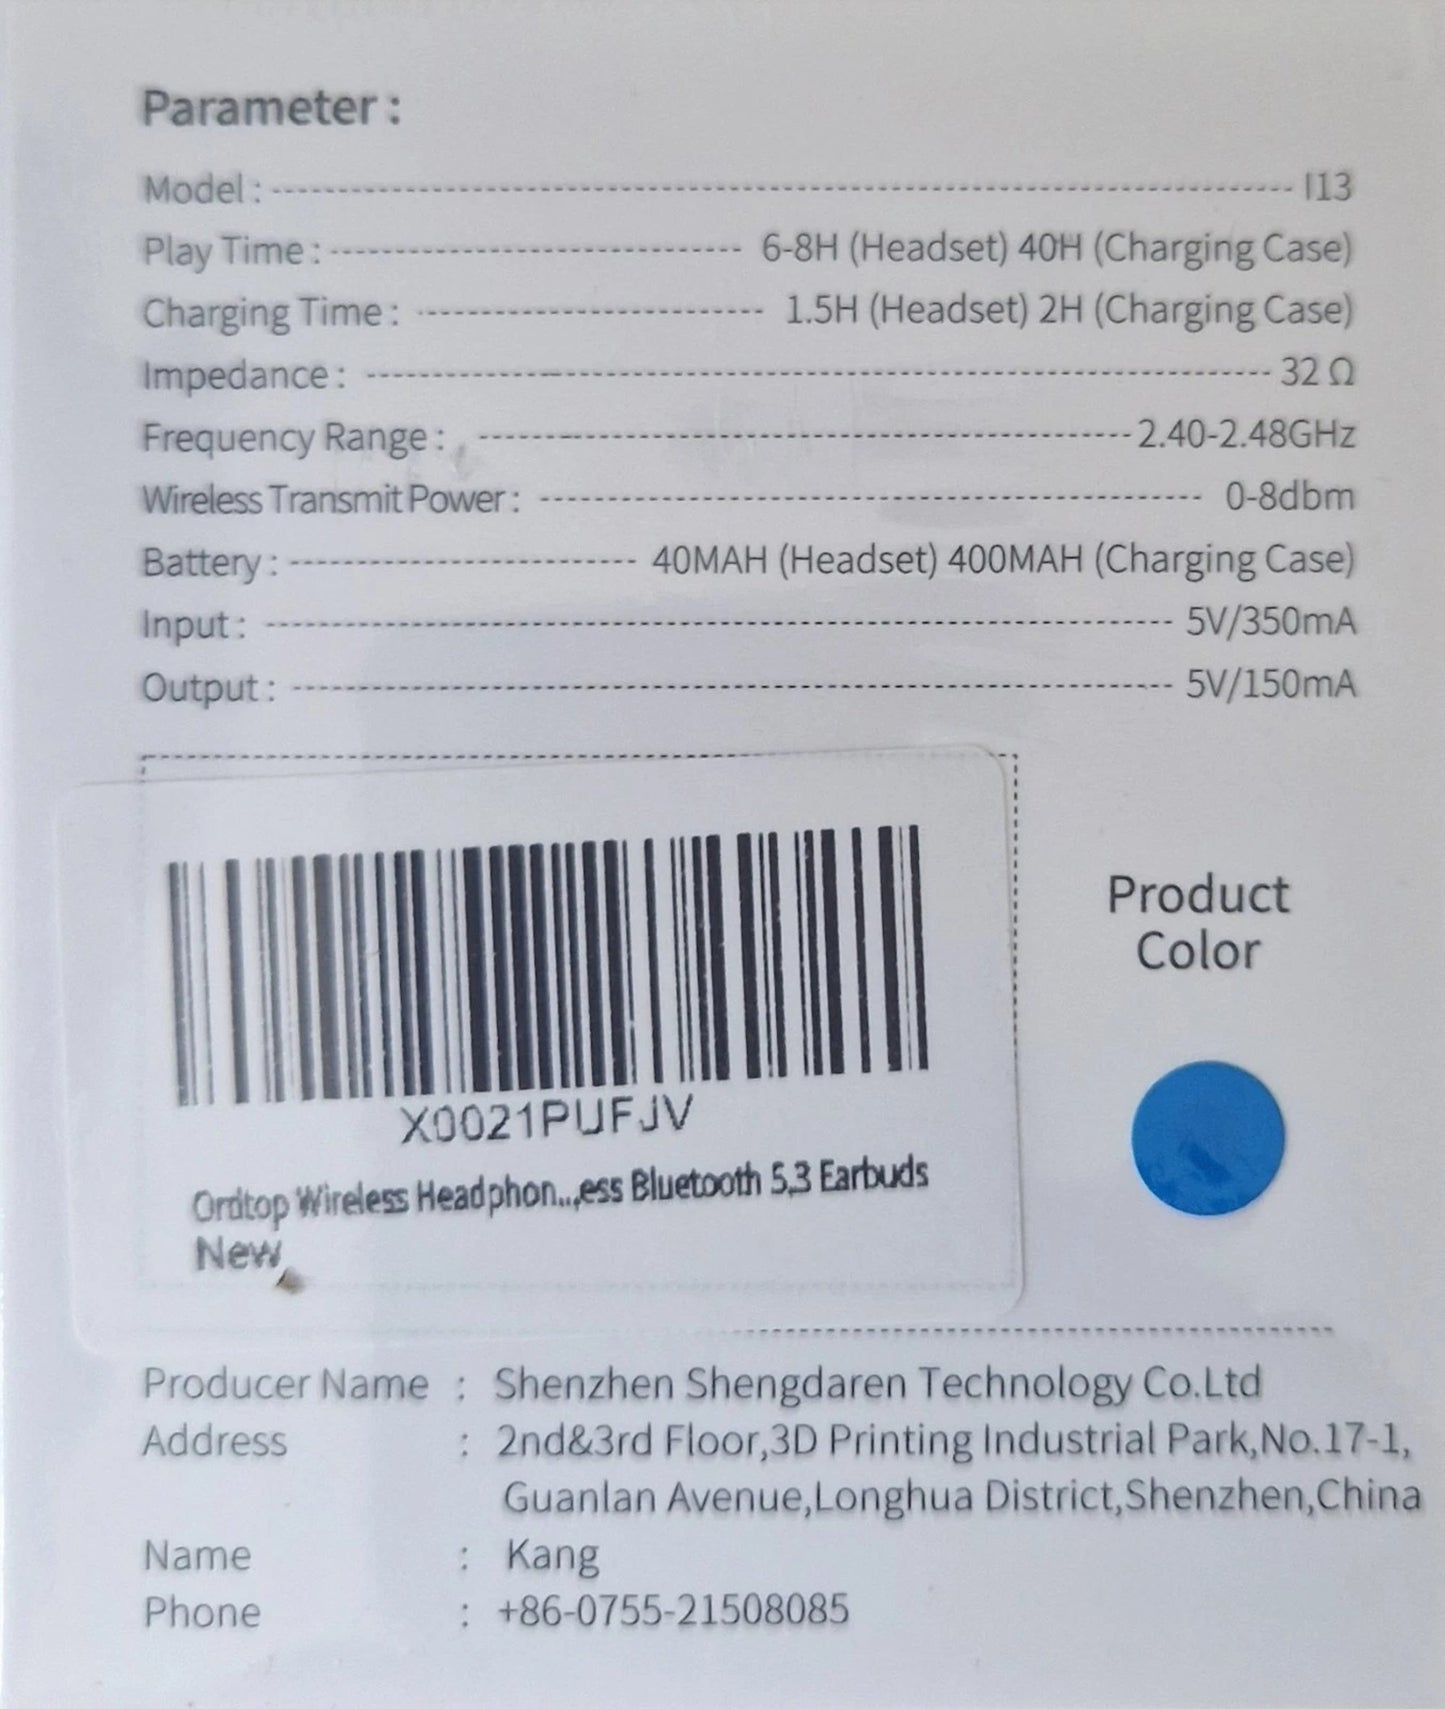 Parameter :
Model : I13
Play Time : 6-8H (Headset) 40H (Charging Case)
Charging Time : 1.5H (Headset) 2H (Charging Case)
Impedance : 32 Ω
Frequency Range : 2.40-2.48GHz
Wireless Transmit Power : 0-8dbm
Battery : 40MAH (Headset) 400MAH (Charging Case)
Input : 5V/350mA
Output : 5V/150mA
X0021PUFJV
Ordtop Wireless Headphon...,ess Bluetooth 5.3 Earbuds
New
Product
Color
Producer Name : Shenzhen Shengdaren Technology Co.Ltd
Address : 2nd&3rd Floor,3D Printing Industrial Park,No.17-1,
Guanlan Avenue,Longhua District,Shenzhen,China
Name : Kang
Phone : +86-0755-21508085